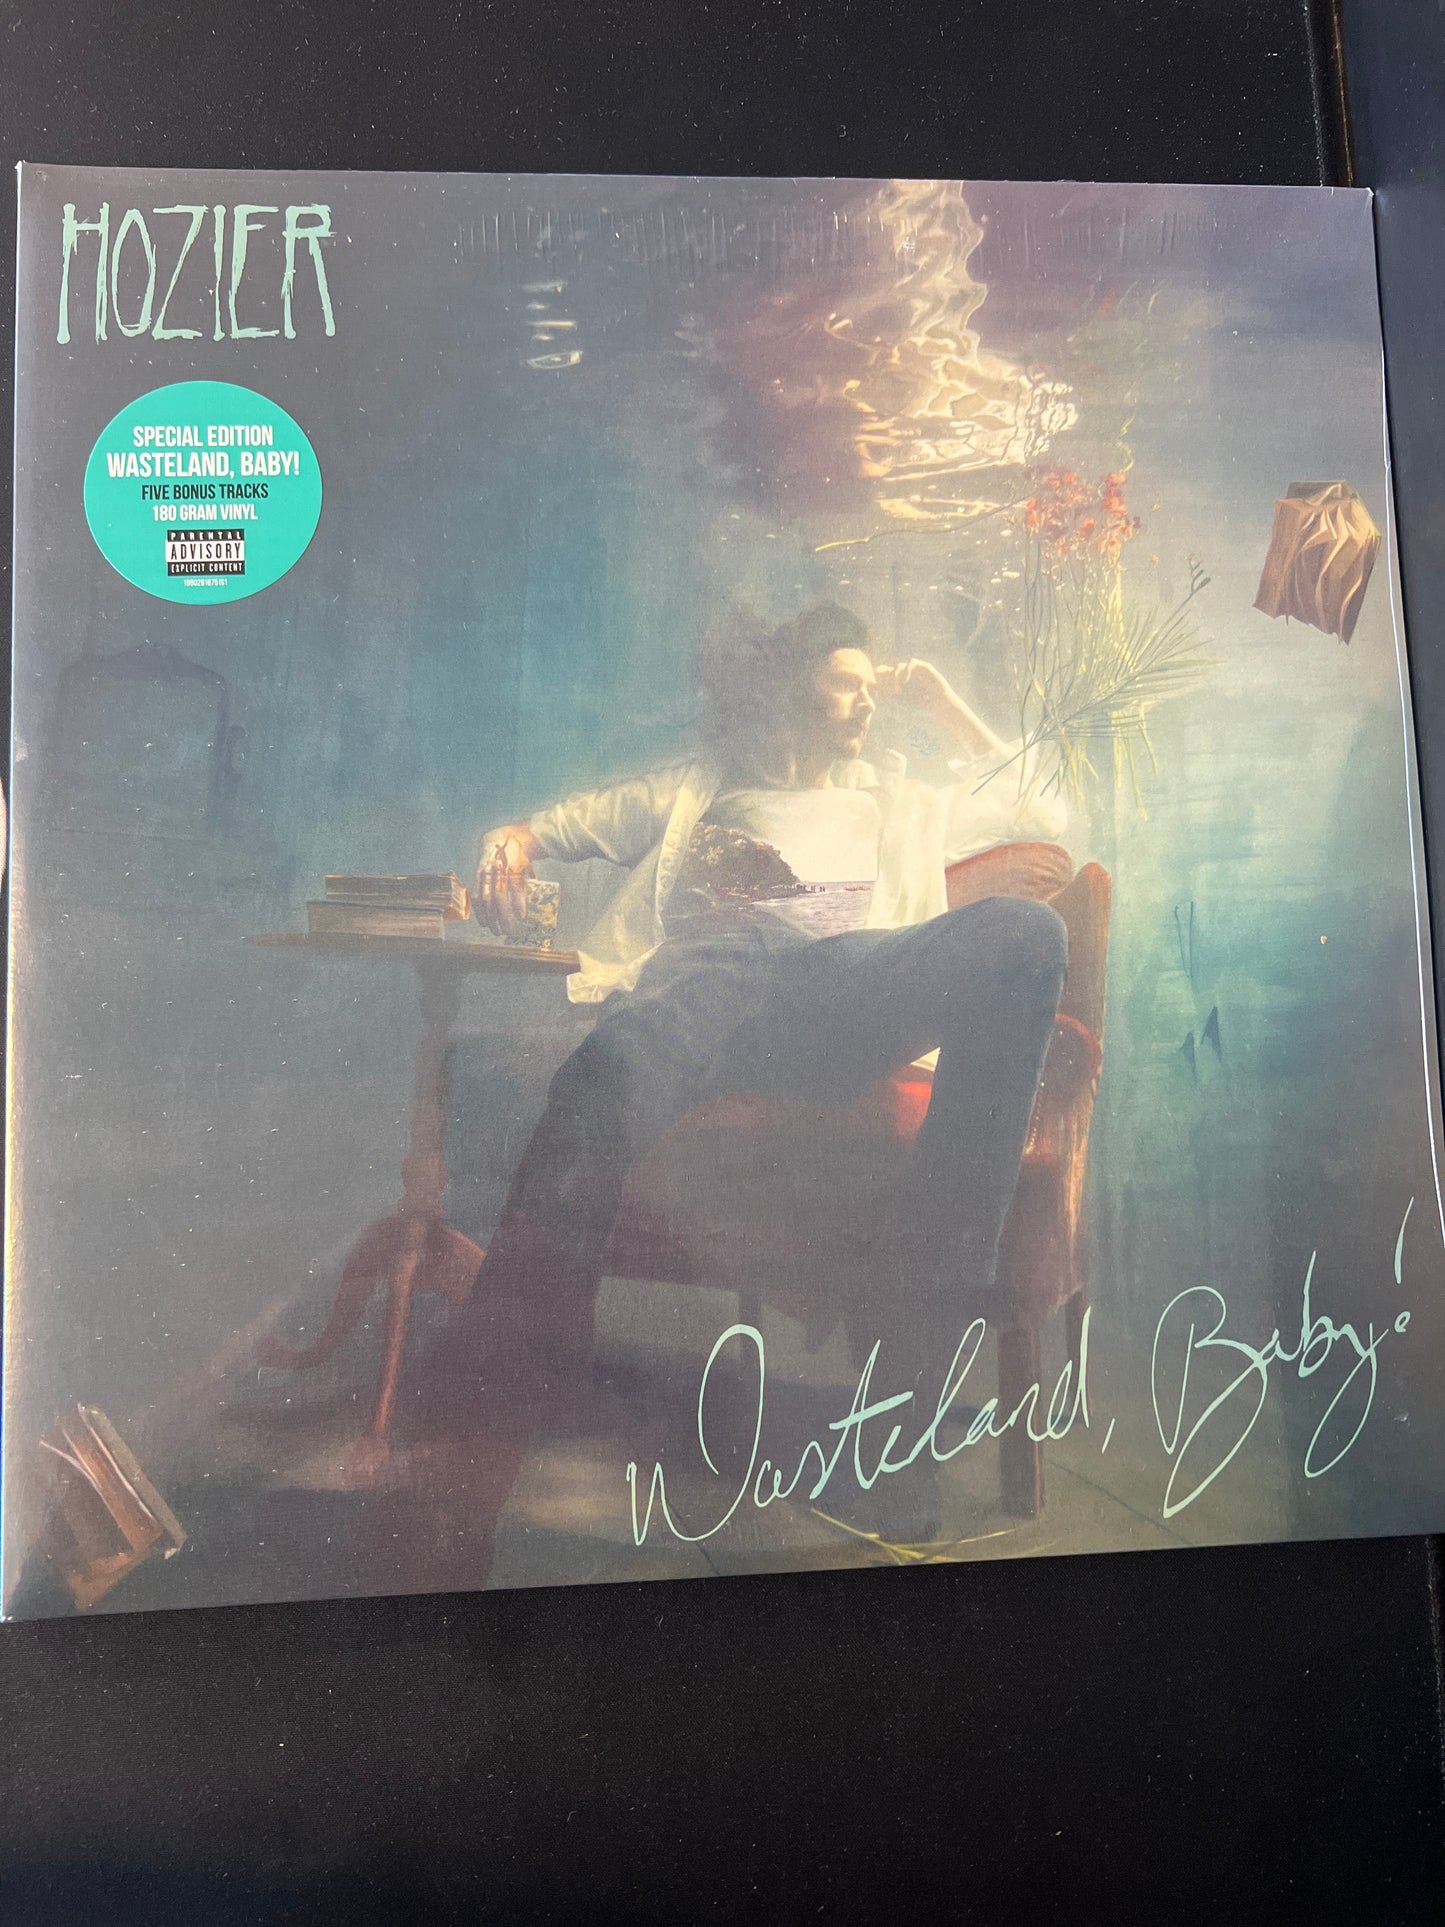 HOZIER
SPECIAL EDITION
WASTELAND, BABY!
FIVE BONUS TRACKS
180 GRAM VINYL
PARENTAL
ADVISORY
EXPLICIT CONTENT
Wasteland, Baby!